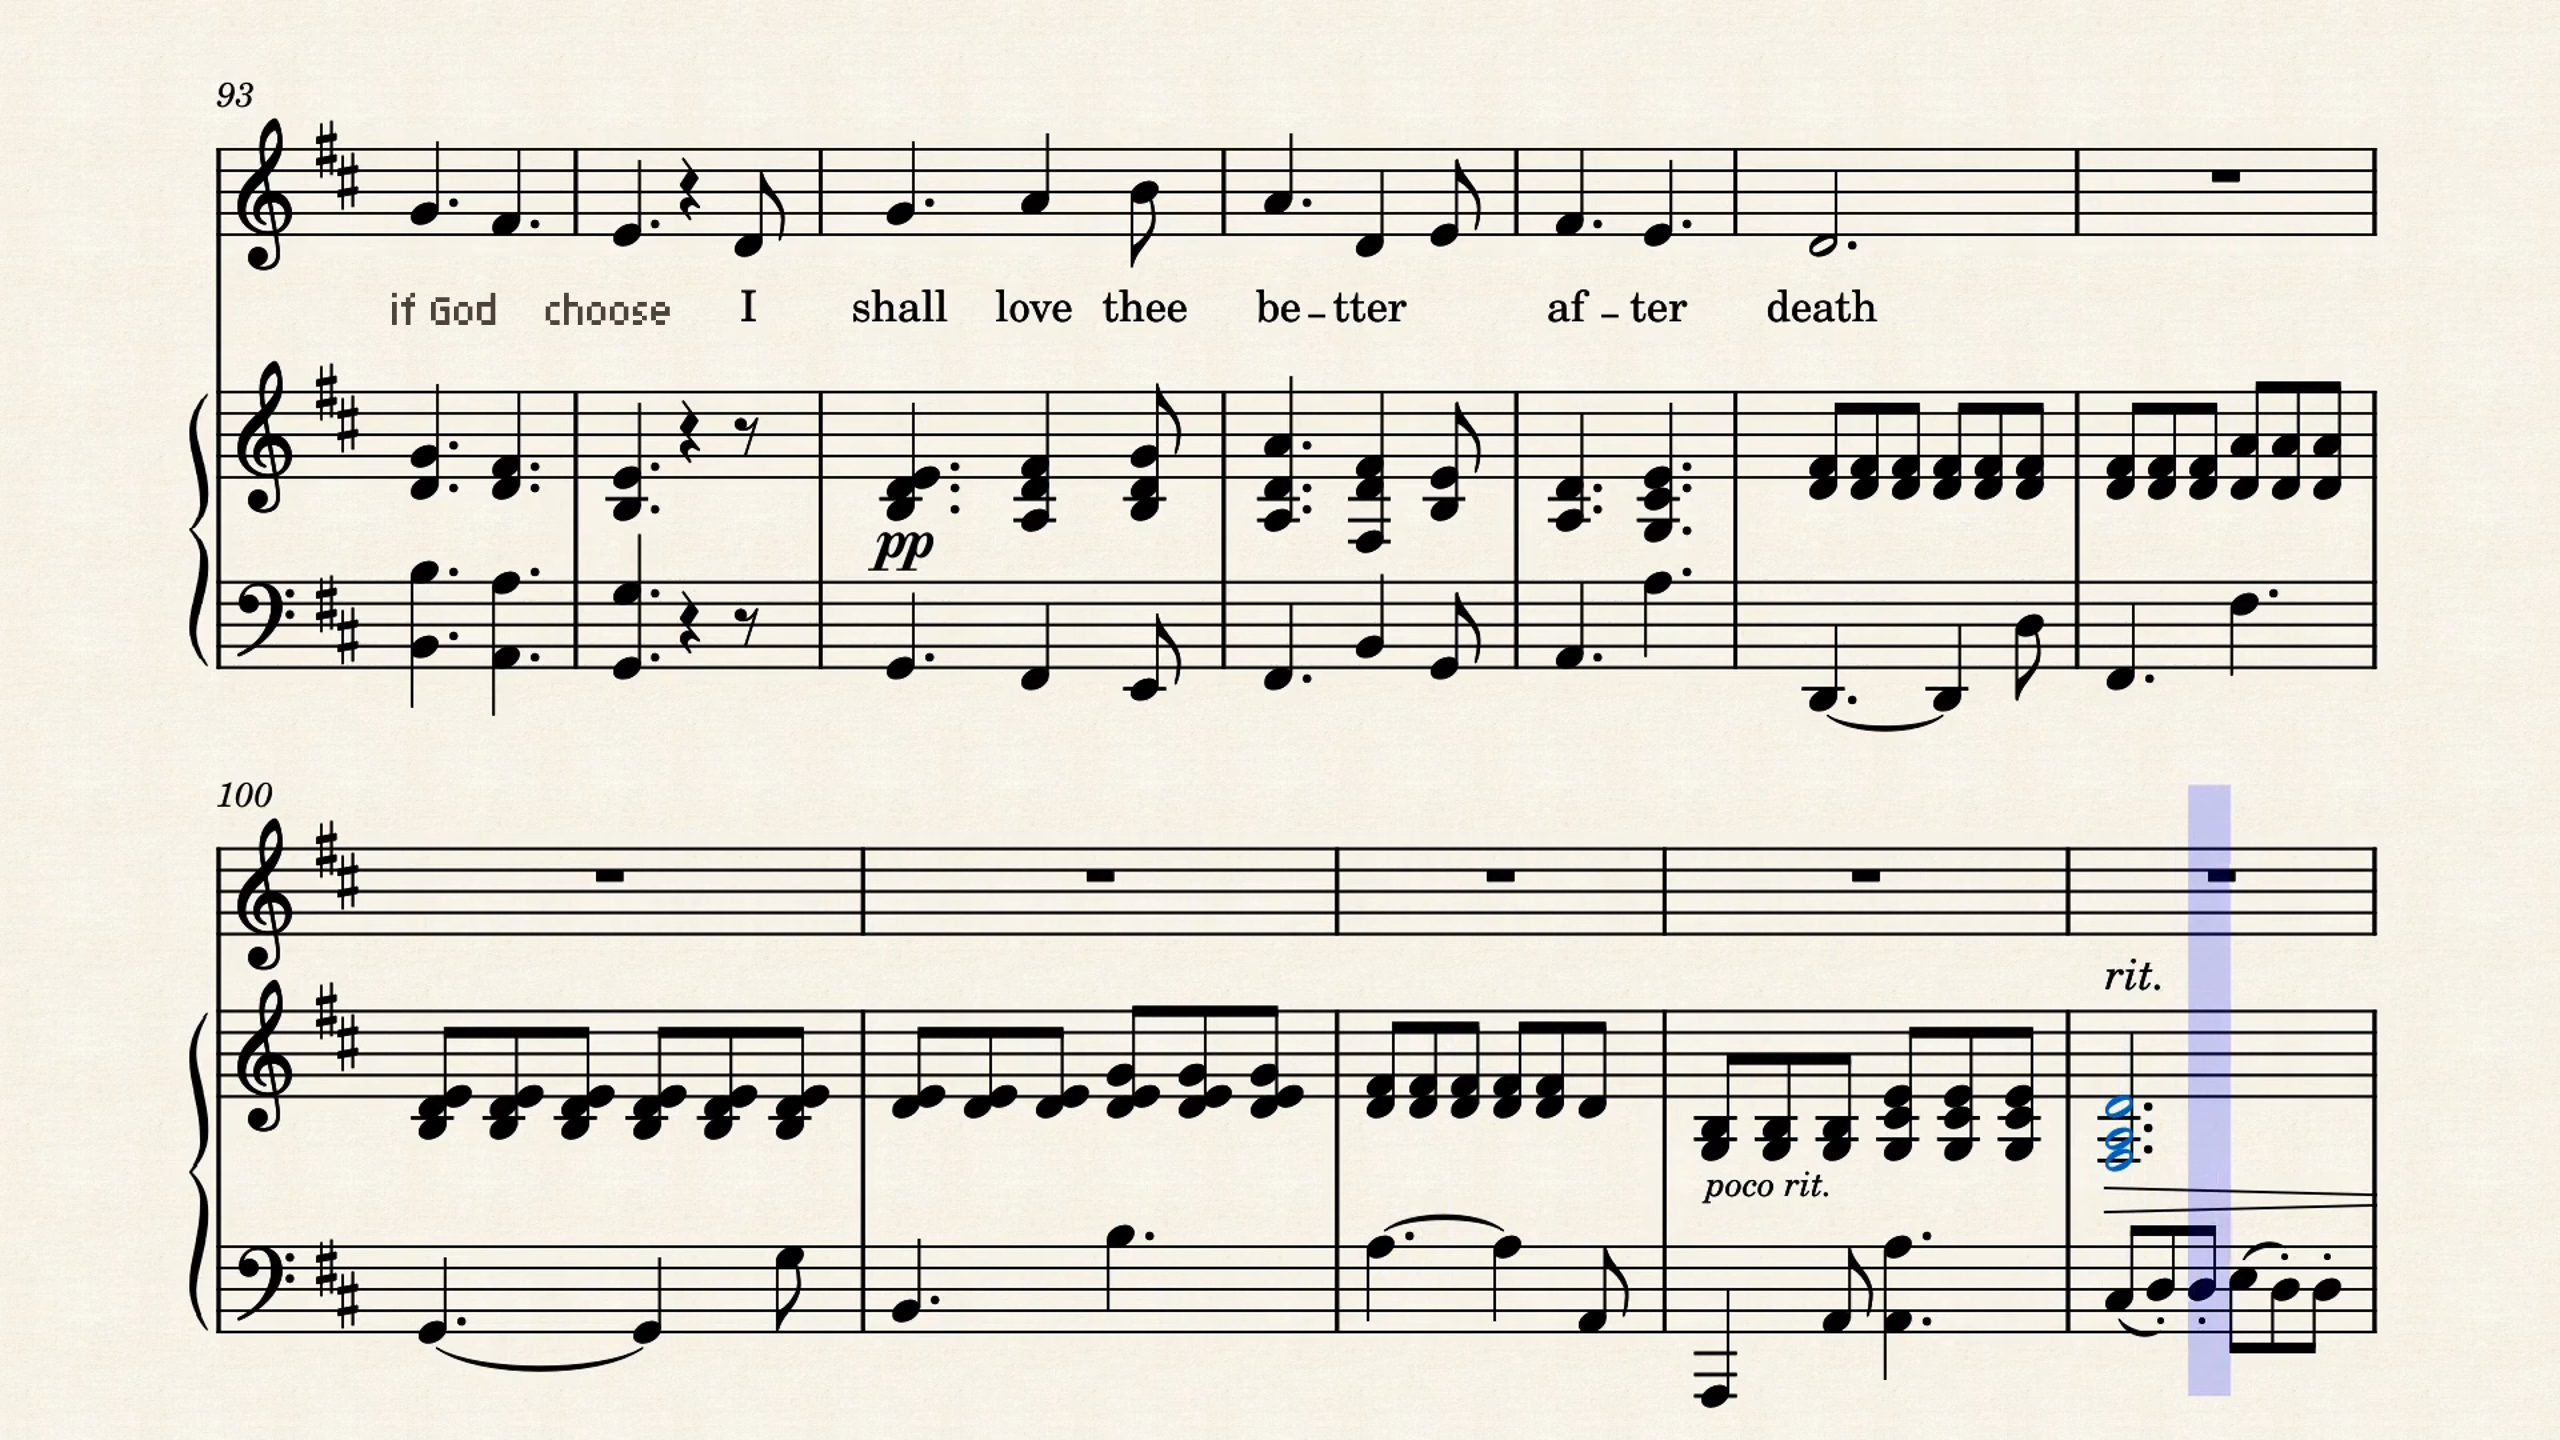 93
if God choose I shall love thee be-tter af-ter death
pp
100
rit.
poco rit.